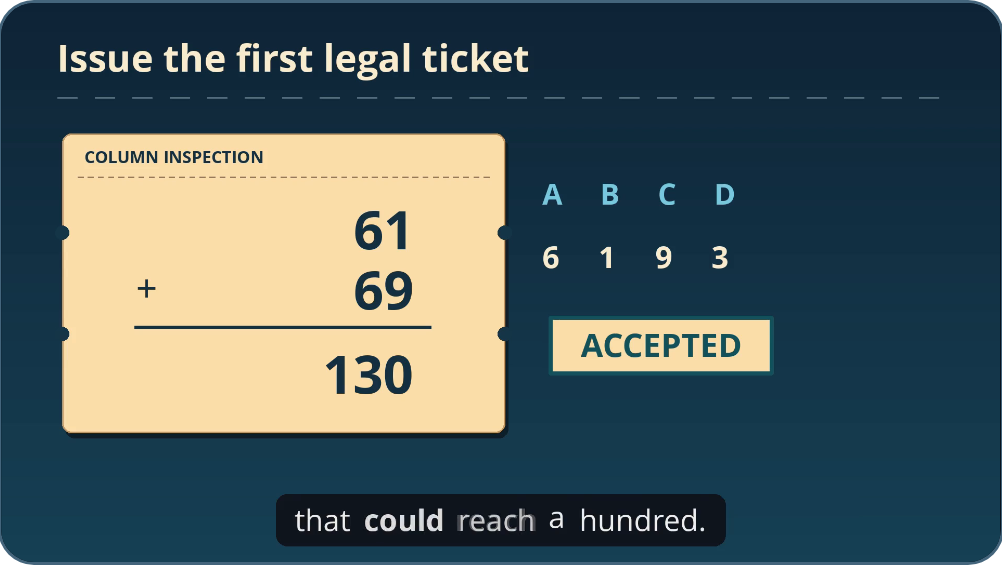 Issue the first legal ticket
COLUMN INSPECTION
61
+ 69
130
A B C D
6 1 9 3
ACCEPTED
that could reach a hundred.